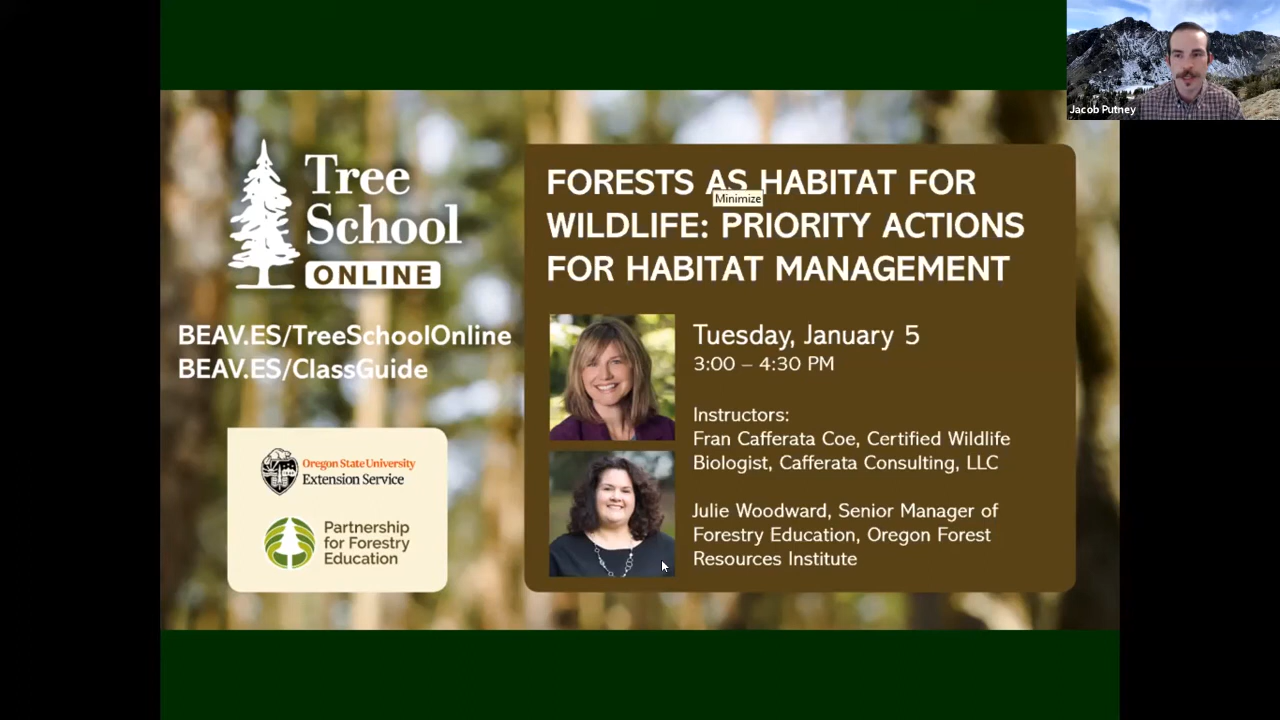 Jacob Putney
Tree
School
ONLINE
BEAV.ES/TreeSchoolOnline
BEAV.ES/ClassGuide
Oregon State University
Extension Service
Partnership
for Forestry
Education
FORESTS AS HABITAT FOR
Minimize
WILDLIFE: PRIORITY ACTIONS
FOR HABITAT MANAGEMENT
Tuesday, January 5
3:00 – 4:30 PM
Instructors:
Fran Cafferata Coe, Certified Wildlife
Biologist, Cafferata Consulting, LLC
Julie Woodward, Senior Manager of
Forestry Education, Oregon Forest
Resources Institute